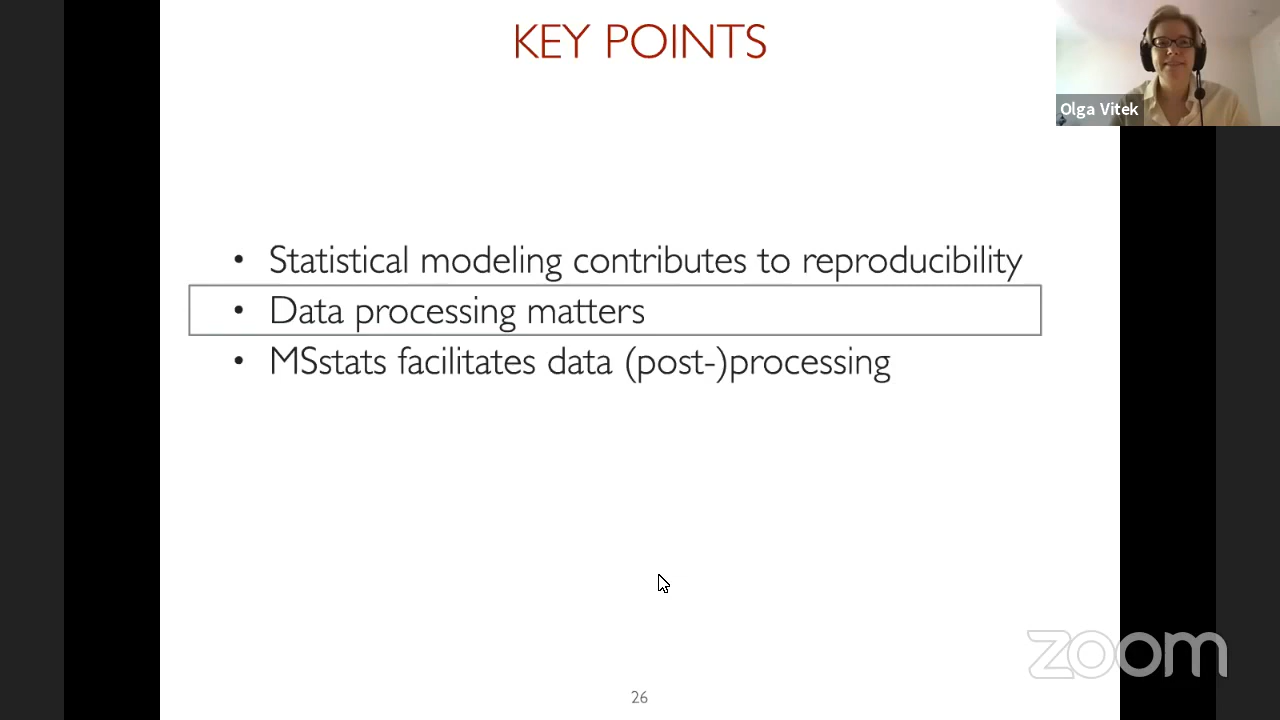 KEY POINTS
Olga Vitek
• Statistical modeling contributes to reproducibility
• Data processing matters
• MSstats facilitates data (post-)processing
zoom
26